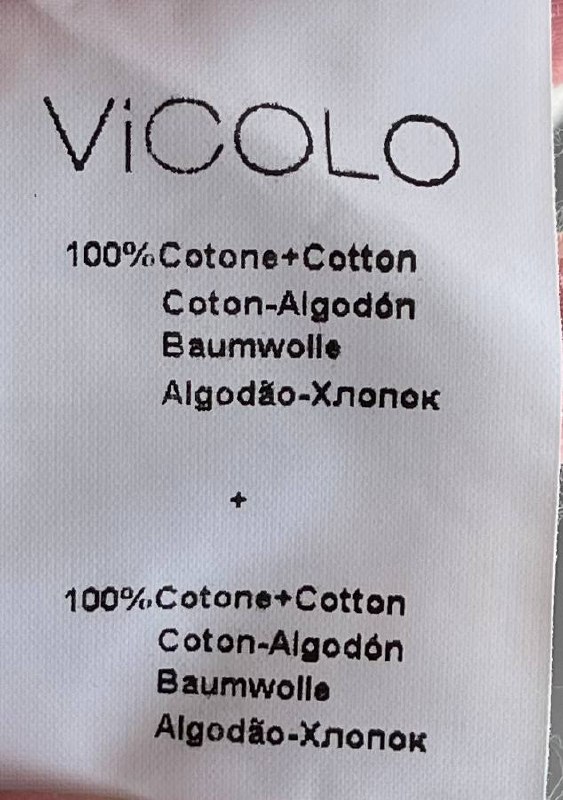 ViCOLO
100%Cotone+Cotton
Coton-Algodón
Baumwolle
Algodão-Хлопок
+
100%Cotone+Cotton
Coton-Algodón
Baumwolle
Algodão-Хлопок